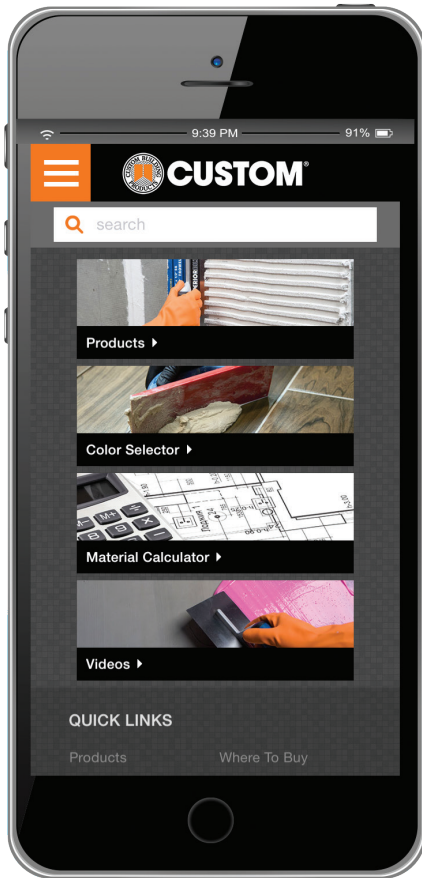 9:39 PM
91%
CUSTOM BUILDING PRODUCTS
CUSTOM®
search
Products
Color Selector
Material Calculator
Videos
QUICK LINKS
Products
Where To Buy